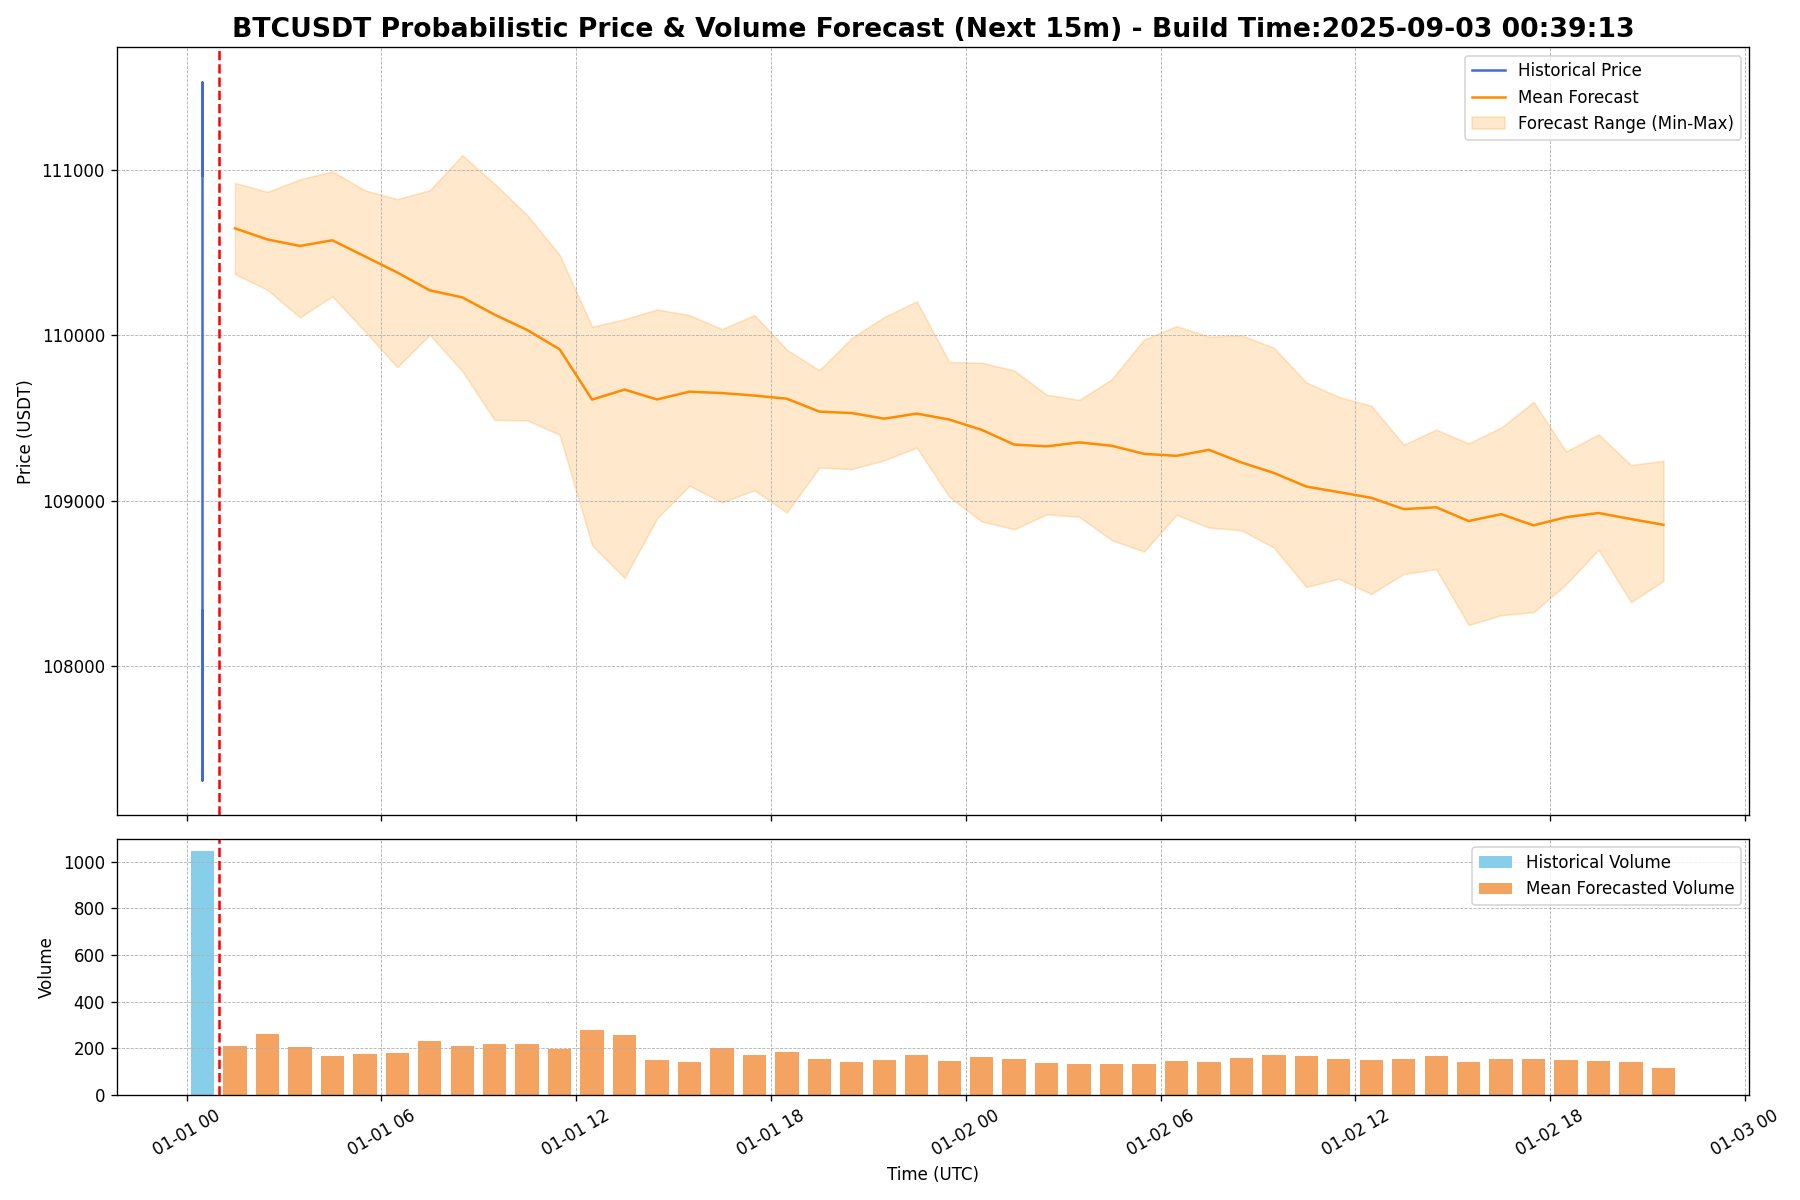 BTCUSDT Probabilistic Price & Volume Forecast (Next 15m) - Build Time:2025-09-03 00:39:13
Historical Price
Mean Forecast
Forecast Range (Min-Max)
Price (USDT)
111000
110000
109000
108000
Historical Volume
Mean Forecasted Volume
Volume
1000
800
600
400
200
0
01-01 00
01-01 06
01-01 12
01-01 18
01-02 00
01-02 06
01-02 12
01-02 18
01-03 00
Time (UTC)